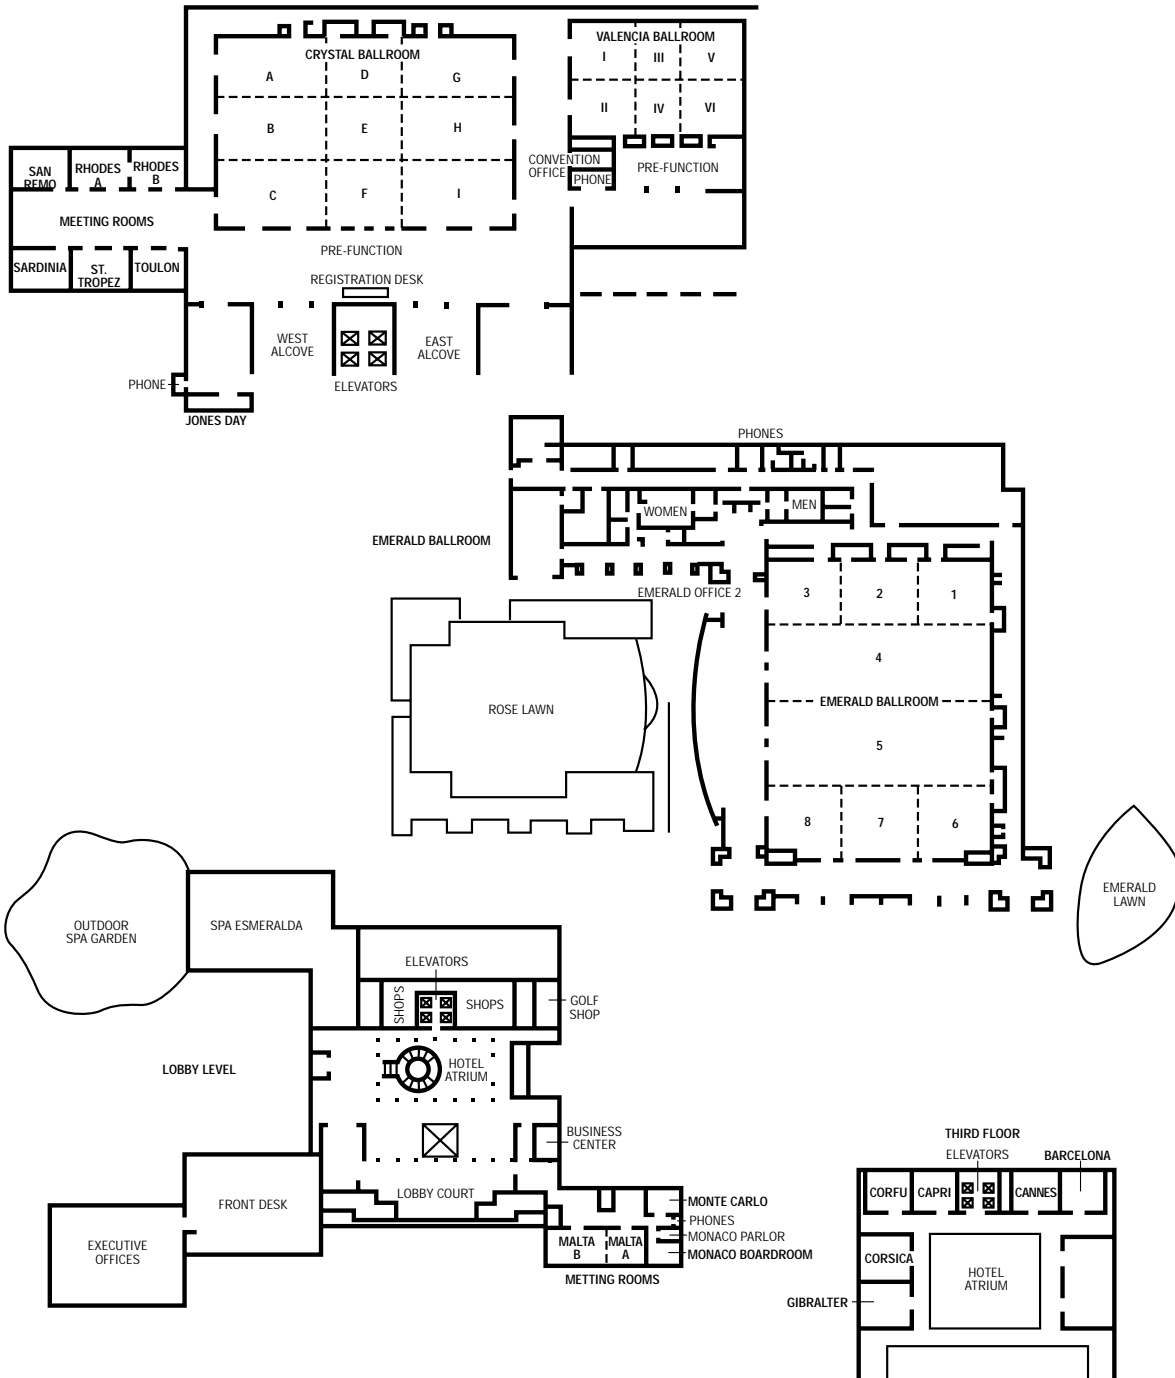 VALENCIA BALLROOM
I
III
V
II
IV
VI
CRYSTAL BALLROOM
A
D
G
B
E
H
C
F
I
CONVENTION
OFFICE
PHONE
PRE-FUNCTION
SAN
REMO
RHODES
A
RHODES
B
MEETING ROOMS
SARDINIA
ST.
TROPEZ
TOULON
PRE-FUNCTION
REGISTRATION DESK
WEST
ALCOVE
EAST
ALCOVE
ELEVATORS
PHONE
JONES DAY
PHONES
WOMEN
MEN
EMERALD BALLROOM
EMERALD OFFICE 2
3
2
1
4
EMERALD BALLROOM
5
8
7
6
ROSE LAWN
EMERALD
LAWN
OUTDOOR
SPA GARDEN
SPA ESMERALDA
ELEVATORS
SHOPS
SHOPS
GOLF
SHOP
LOBBY LEVEL
HOTEL
ATRIUM
BUSINESS
CENTER
FRONT DESK
LOBBY COURT
EXECUTIVE
OFFICES
MONTE CARLO
PHONES
MONACO PARLOR
MONACO BOARDROOM
MALTA
B
MALTA
A
METTING ROOMS
THIRD FLOOR
ELEVATORS
BARCELONA
CORFU
CAPRI
CANNES
CORSICA
HOTEL
ATRIUM
GIBRALTER